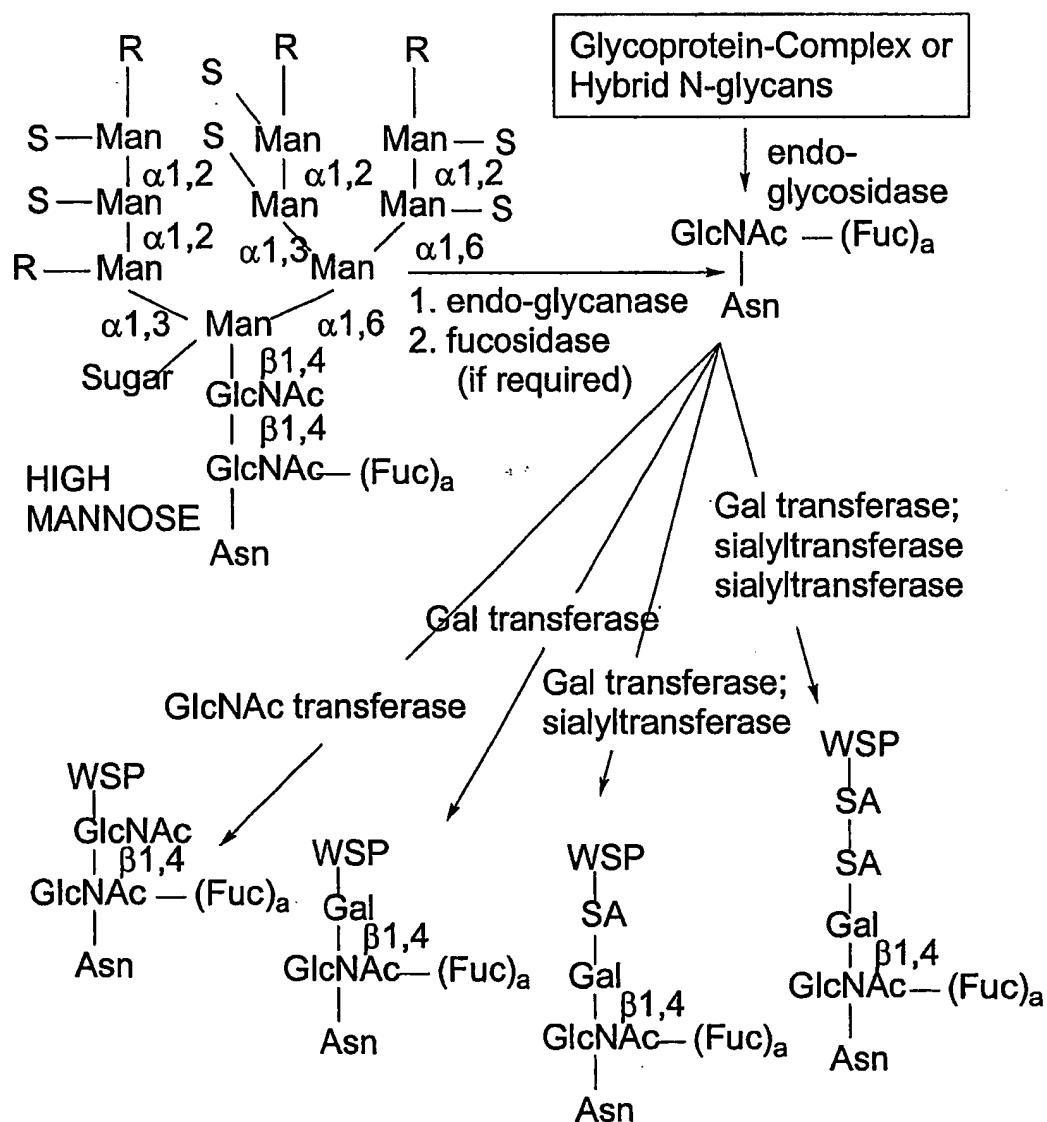 R
S
R
R
S—Man
S
Man
Man—S
α1,2
α1,2
α1,2
S—Man
Man
Man—S
α1,2
α1,3
Man
α1,6
R—Man
α1,3
Man
α1,6
Sugar
β1,4
GlcNAc
β1,4
GlcNAc—(Fuc)a
Asn
HIGH
MANNOSE
Glycoprotein-Complex or
Hybrid N-glycans
endo-
glycosidase
GlcNAc—(Fuc)a
Asn
1. endo-glycanase
2. fucosidase
(if required)
Gal transferase;
sialyltransferase
sialyltransferase
Gal transferase
Gal transferase;
sialyltransferase
GlcNAc transferase
WSP
GlcNAc
β1,4
GlcNAc—(Fuc)a
Asn
WSP
Gal
β1,4
GlcNAc—(Fuc)a
Asn
WSP
SA
Gal
β1,4
GlcNAc—(Fuc)a
Asn
WSP
SA
SA
Gal
β1,4
GlcNAc—(Fuc)a
Asn